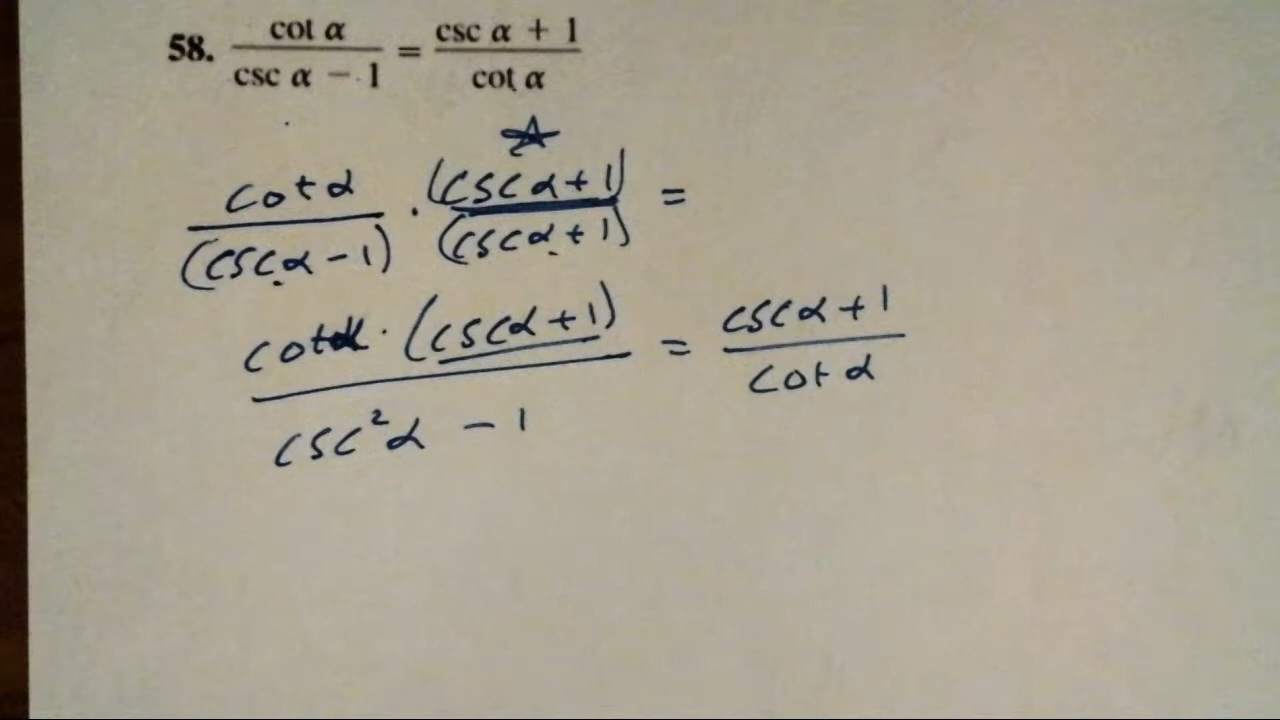 58. cot α / csc α − 1 = csc α + 1 / cot α
cot α / (csc α − 1) · (csc α + 1) / (csc α + 1) =
cot α · (csc α + 1) / csc² α − 1 = csc α + 1 / cot α